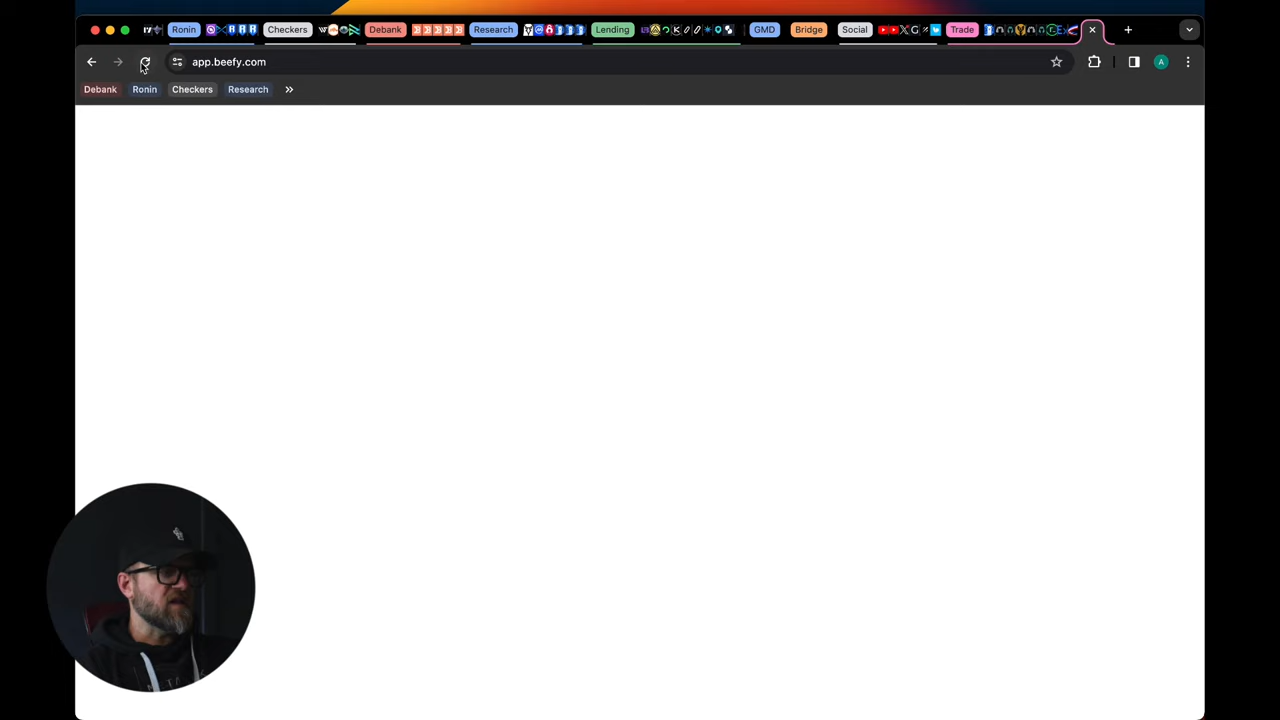 Ronin Checkers Debank Research Lending GMD Bridge Social Trade
app.beefy.com A
Debank Ronin Checkers Research